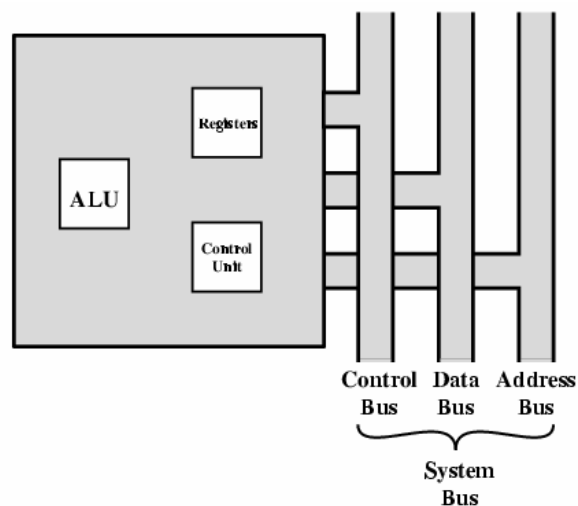 Registers
ALU
Control
Unit
Control
Bus
Data
Bus
Address
Bus
System
Bus